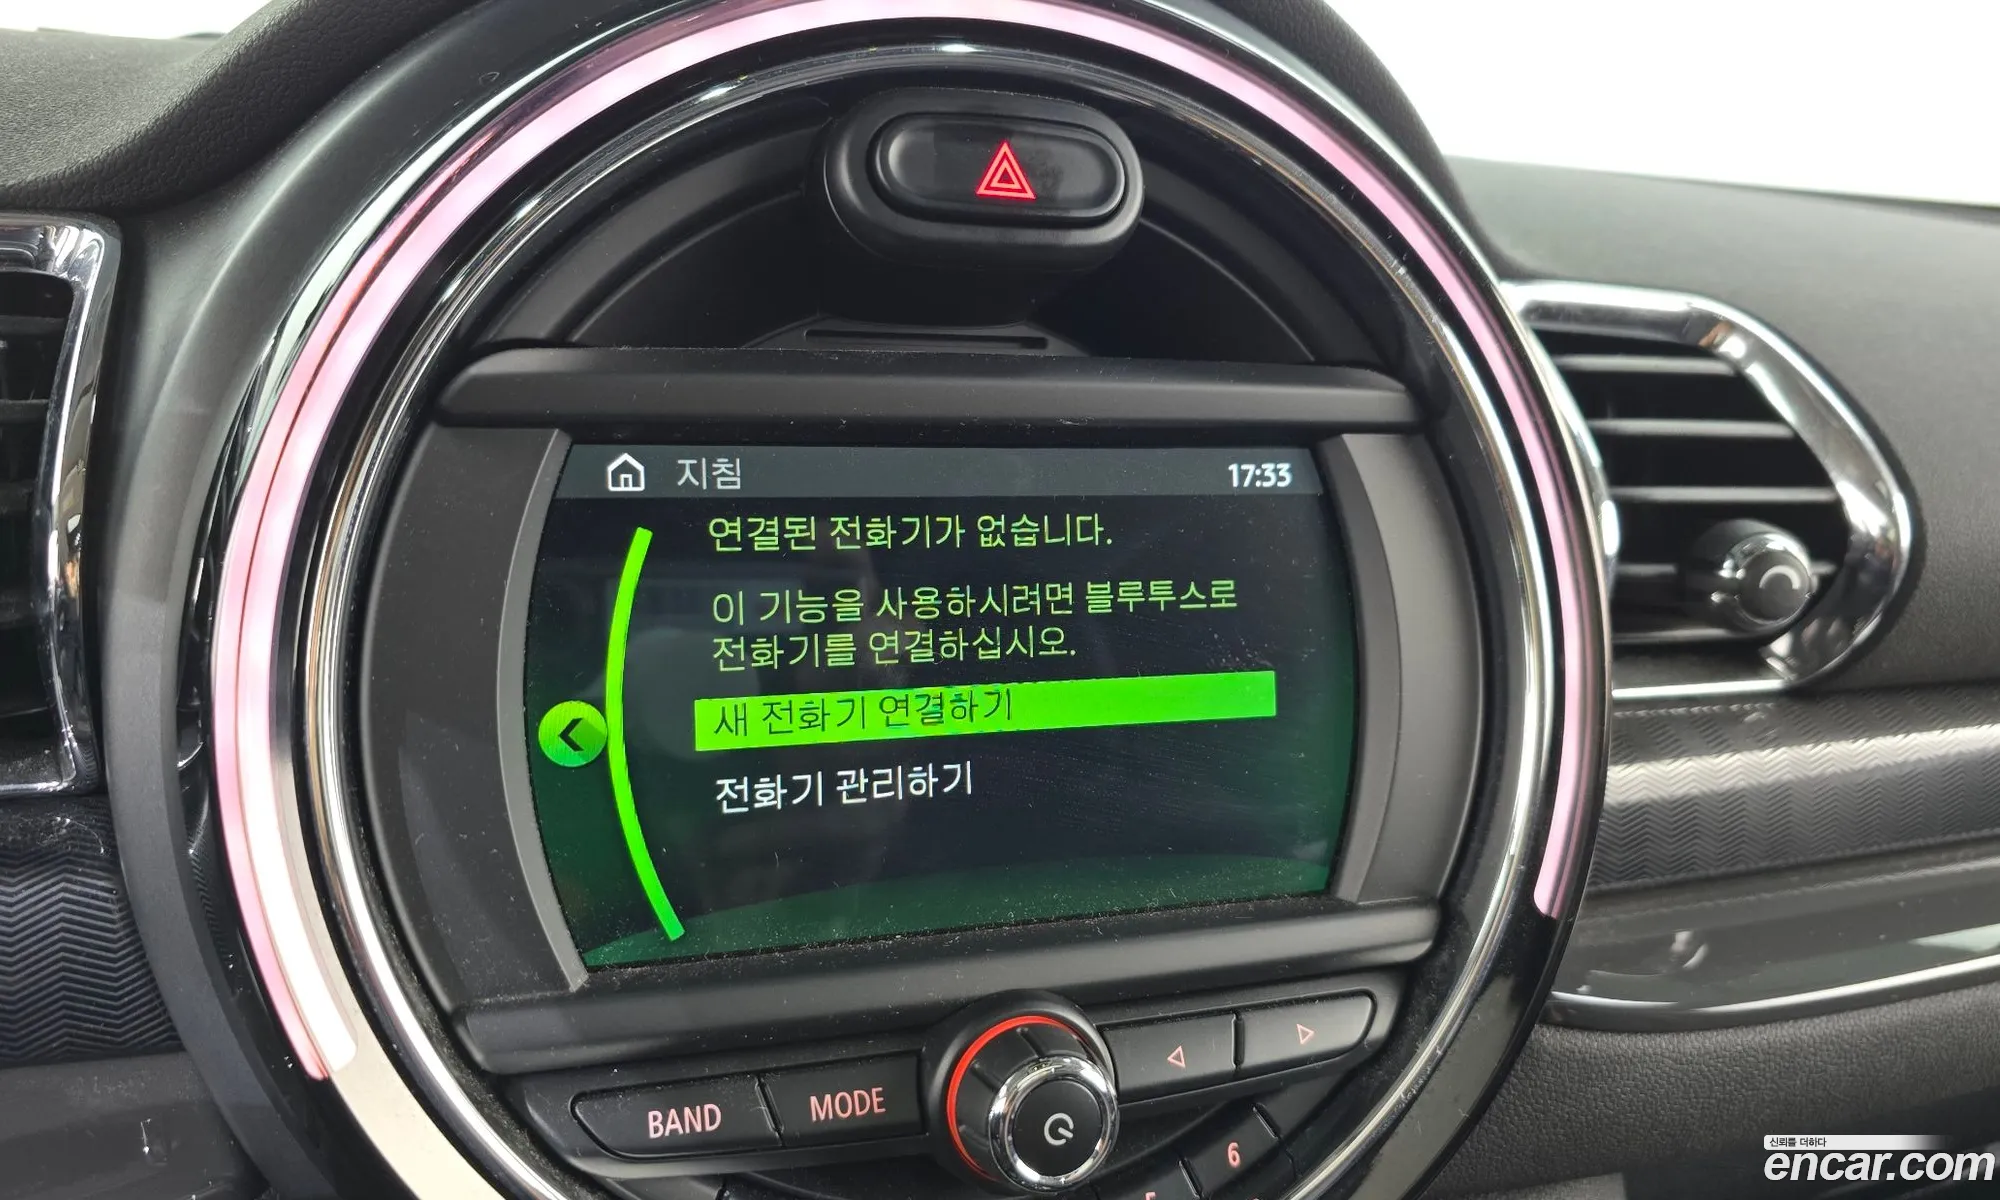 지침
17:33
연결된 전화기가 없습니다.
이 기능을 사용하시려면 블루투스로
전화기를 연결하십시오.
새 전화기 연결하기
전화기 관리하기
BAND
MODE
6
5
신뢰를 더하다
encar.com